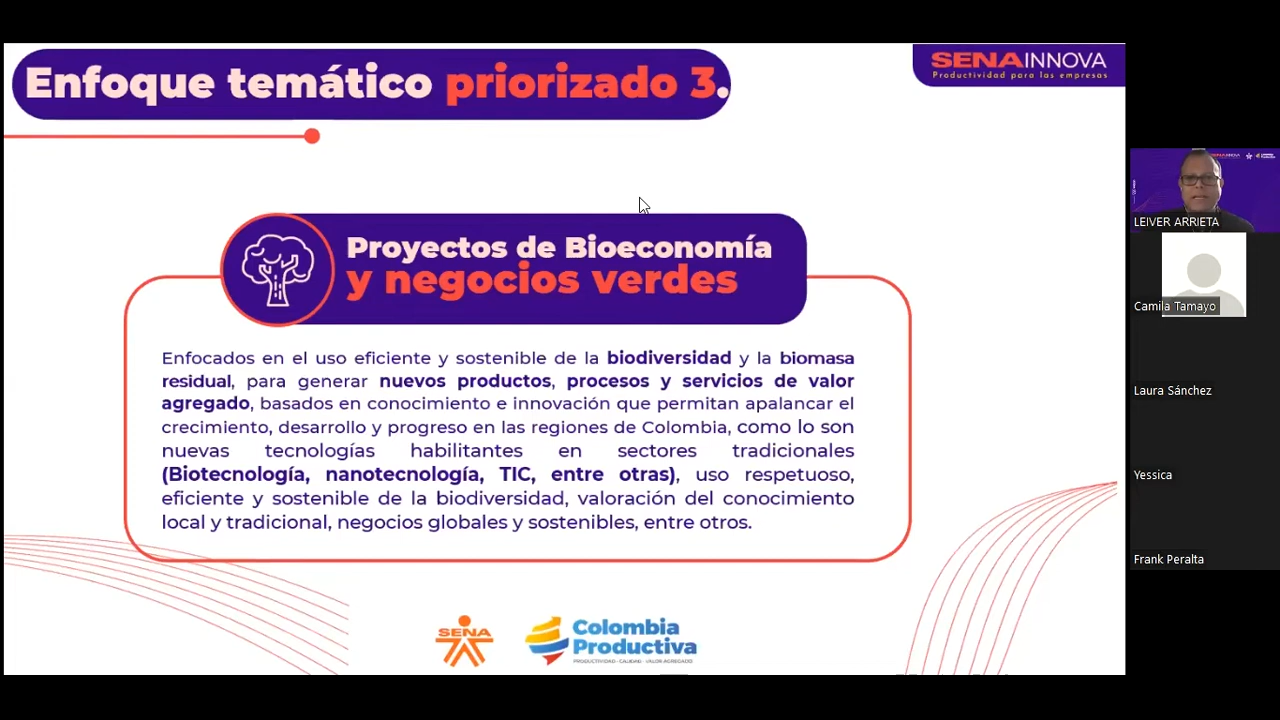 Enfoque temático priorizado 3.
SENAINNOVA
Productividad para las empresas
Proyectos de Bioeconomía
y negocios verdes
Enfocados en el uso eficiente y sostenible de la biodiversidad y la biomasa
residual, para generar nuevos productos, procesos y servicios de valor
agregado, basados en conocimiento e innovación que permitan apalancar el
crecimiento, desarrollo y progreso en las regiones de Colombia, como lo son
nuevas tecnologías habilitantes en sectores tradicionales
(Biotecnología, nanotecnología, TIC, entre otras), uso respetuoso,
eficiente y sostenible de la biodiversidad, valoración del conocimiento
local y tradicional, negocios globales y sostenibles, entre otros.
SENA
Colombia
Productiva
PRODUCTIVIDAD · CALIDAD · VALOR AGREGADO
LEIVER ARRIETA
Camila Tamayo
Laura Sánchez
Yessica
Frank Peralta